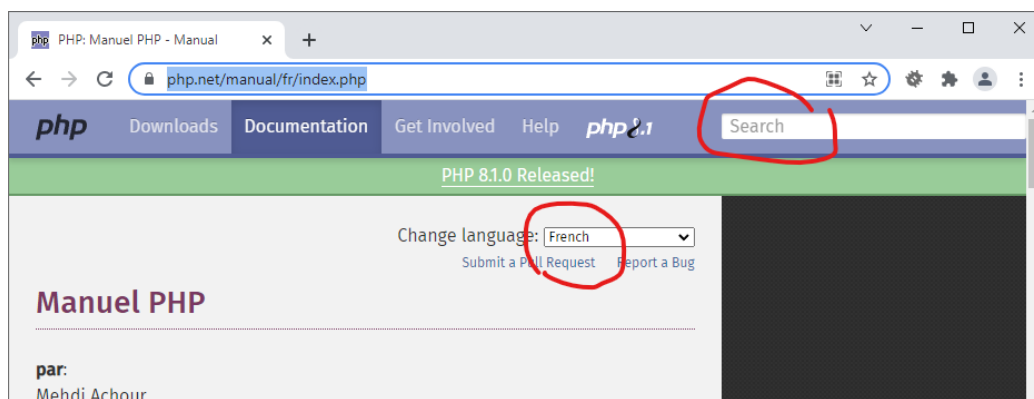 php PHP: Manuel PHP - Manual
php.net/manual/fr/index.php
php Downloads Documentation Get Involved Help php8.1 Search
PHP 8.1.0 Released!
Change language: French
Submit a Pull Request Report a Bug
Manuel PHP
par:
Mehdi Achour